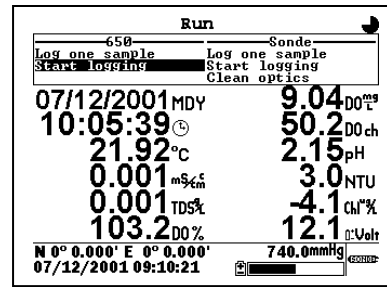 Run
650 Sonde
Log one sample Log one sample
Start logging Start logging
Clean optics
07/12/2001 MDY 9.04 DO mg/L
10:05:39 50.2 DO ch
21.92 °C 2.15 pH
0.001 mS/cm c 3.0 NTU
0.001 TDS g/L -4.1 Chl ug/L
103.2 DO % 12.1 :Volt
N 0° 0.000' E 0° 0.000' 740.0mmHg
07/12/2001 09:10:21